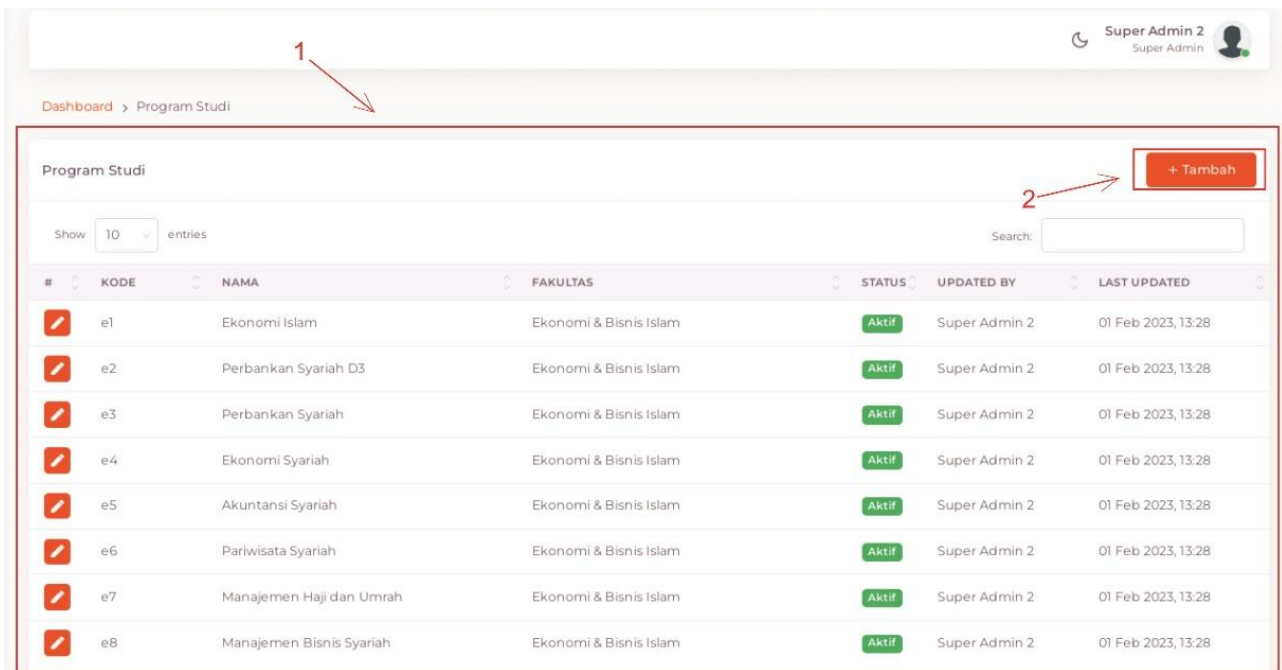 Super Admin 2
Super Admin
1
Dashboard > Program Studi
Program Studi
+ Tambah
2
Show 10 entries Search:
# KODE NAMA FAKULTAS STATUS UPDATED BY LAST UPDATED
e1 Ekonomi Islam Ekonomi & Bisnis Islam Aktif Super Admin 2 01 Feb 2023, 13:28
e2 Perbankan Syariah D3 Ekonomi & Bisnis Islam Aktif Super Admin 2 01 Feb 2023, 13:28
e3 Perbankan Syariah Ekonomi & Bisnis Islam Aktif Super Admin 2 01 Feb 2023, 13:28
e4 Ekonomi Syariah Ekonomi & Bisnis Islam Aktif Super Admin 2 01 Feb 2023, 13:28
e5 Akuntansi Syariah Ekonomi & Bisnis Islam Aktif Super Admin 2 01 Feb 2023, 13:28
e6 Pariwisata Syariah Ekonomi & Bisnis Islam Aktif Super Admin 2 01 Feb 2023, 13:28
e7 Manajemen Haji dan Umrah Ekonomi & Bisnis Islam Aktif Super Admin 2 01 Feb 2023, 13:28
e8 Manajemen Bisnis Syariah Ekonomi & Bisnis Islam Aktif Super Admin 2 01 Feb 2023, 13:28